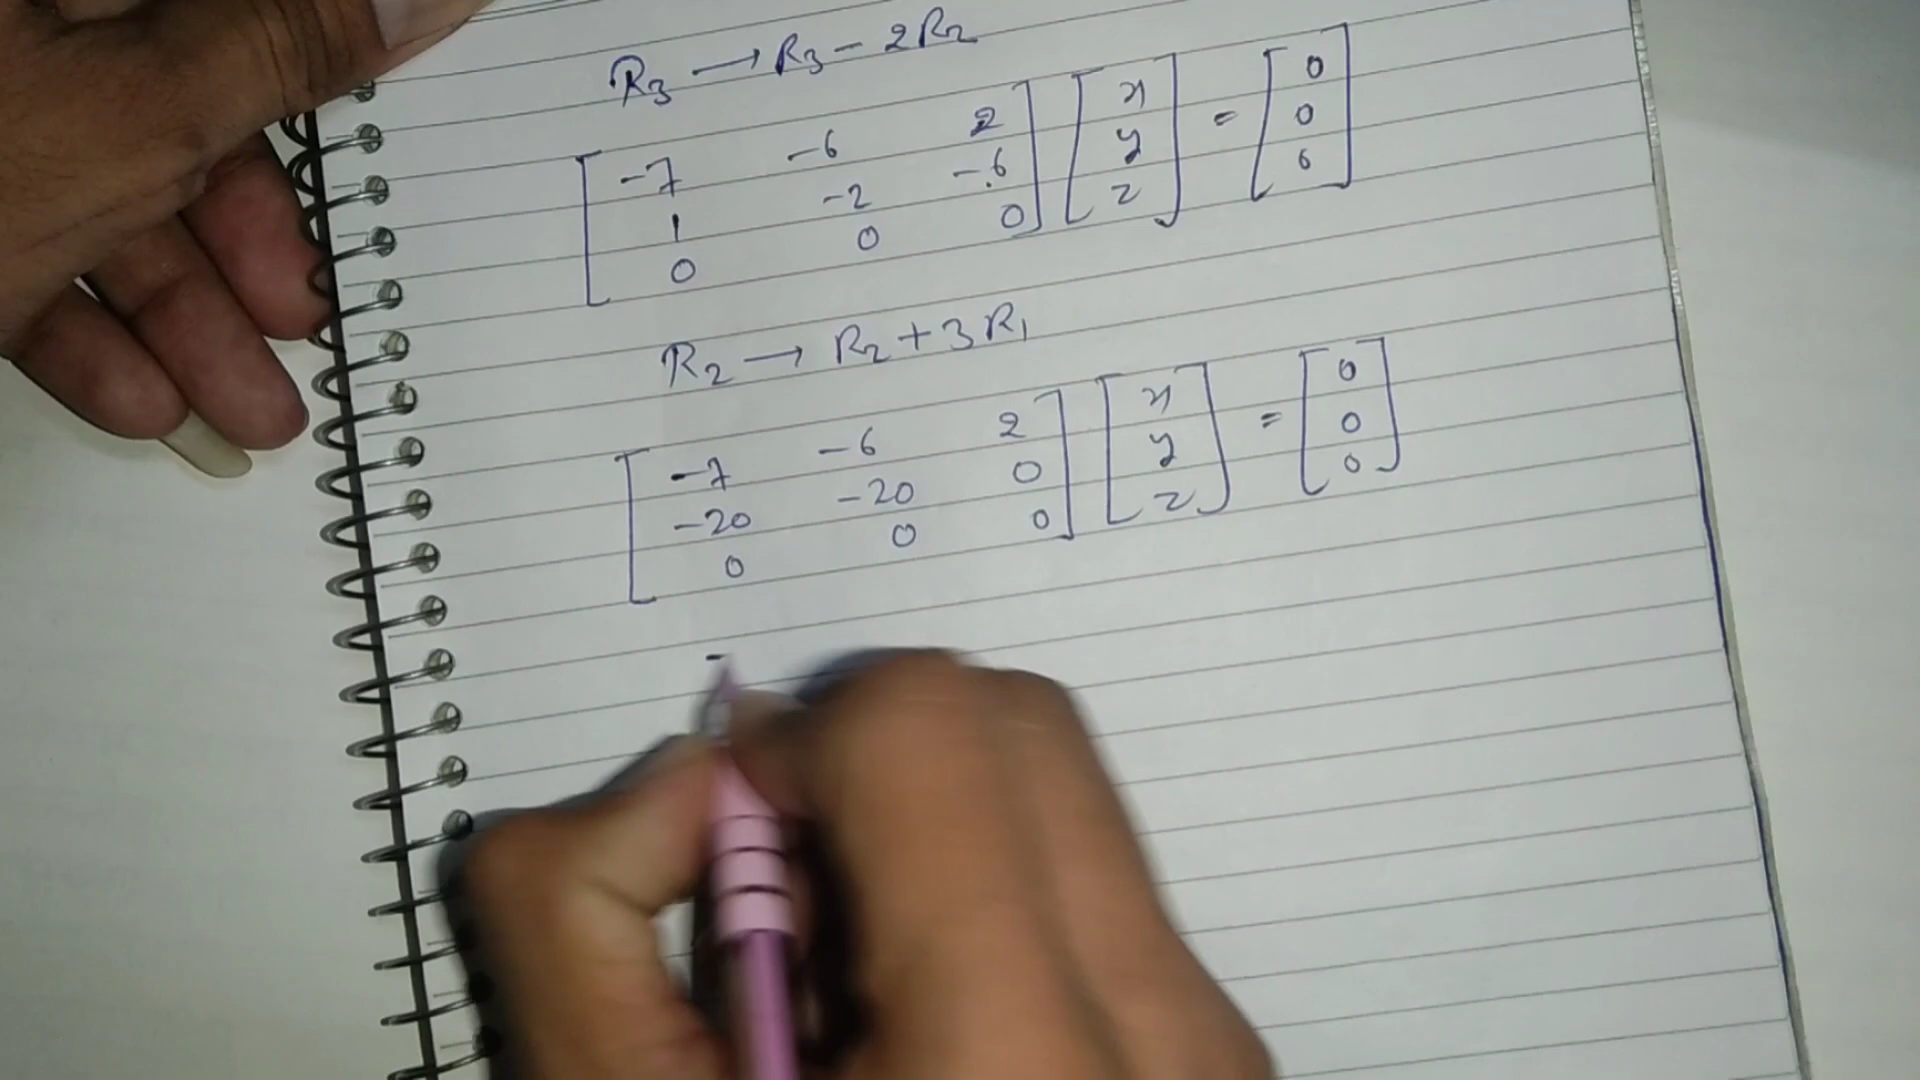 R3 → R3 - 2R2
[ -7 -6 2 ] [ x ] = [ 0 ]
[ 1 -2 -6 ] [ y ] [ 0 ]
[ 0 0 0 ] [ z ] [ 0 ]
R2 → R2 + 3R1
[ -7 -6 2 ] [ x ] = [ 0 ]
[ -20 -20 0 ] [ y ] [ 0 ]
[ 0 0 0 ] [ z ] [ 0 ]
-